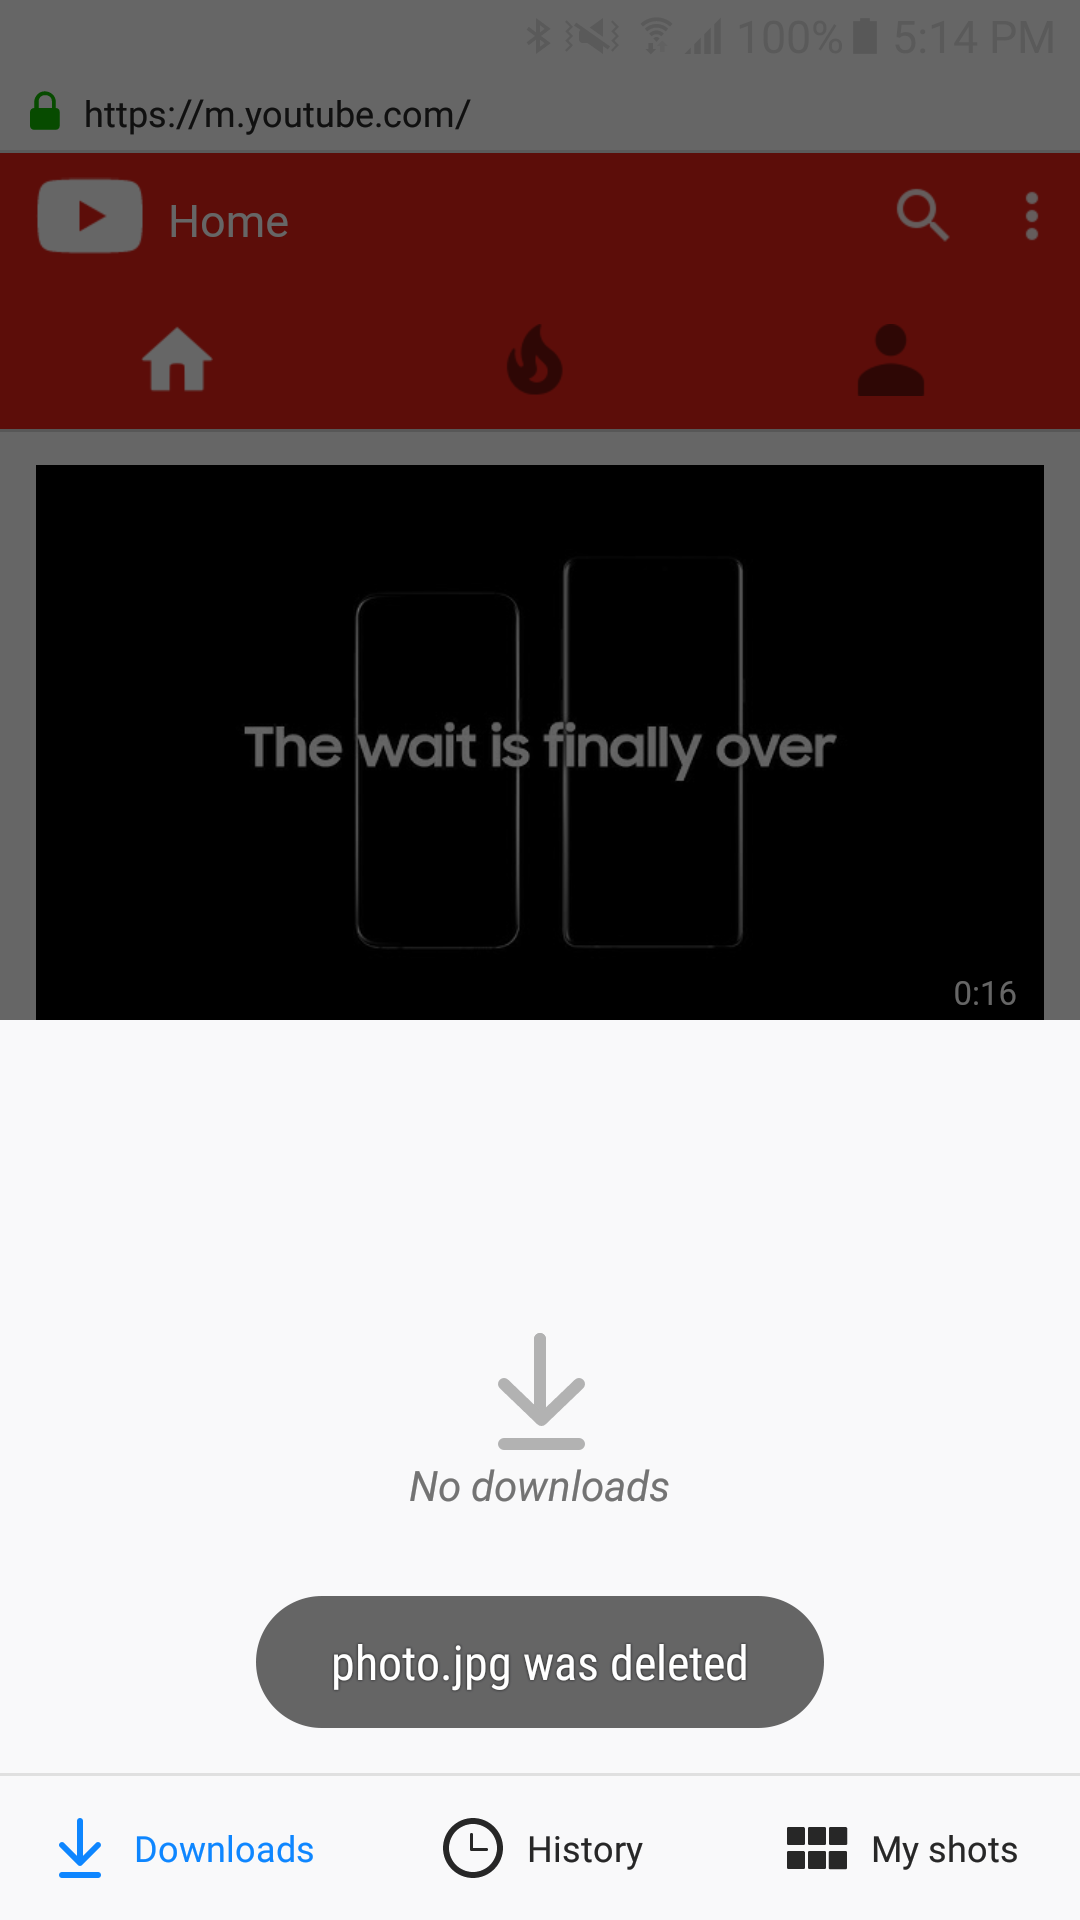 100% 5:14 PM
https://m.youtube.com/
Home
The wait is finally over
0:16
No downloads
photo.jpg was deleted
Downloads History My shots